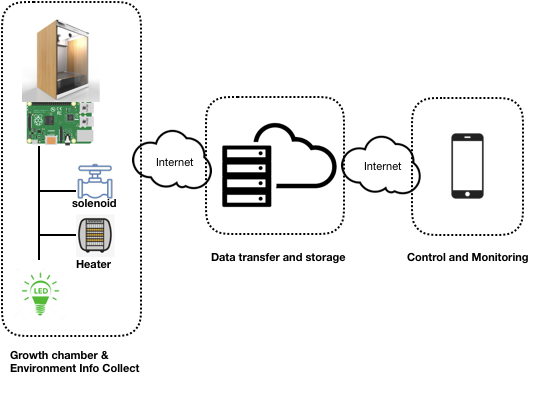 Internet
Internet
solenoid
Heater
LED
Data transfer and storage
Control and Monitoring
Growth chamber &
Environment Info Collect